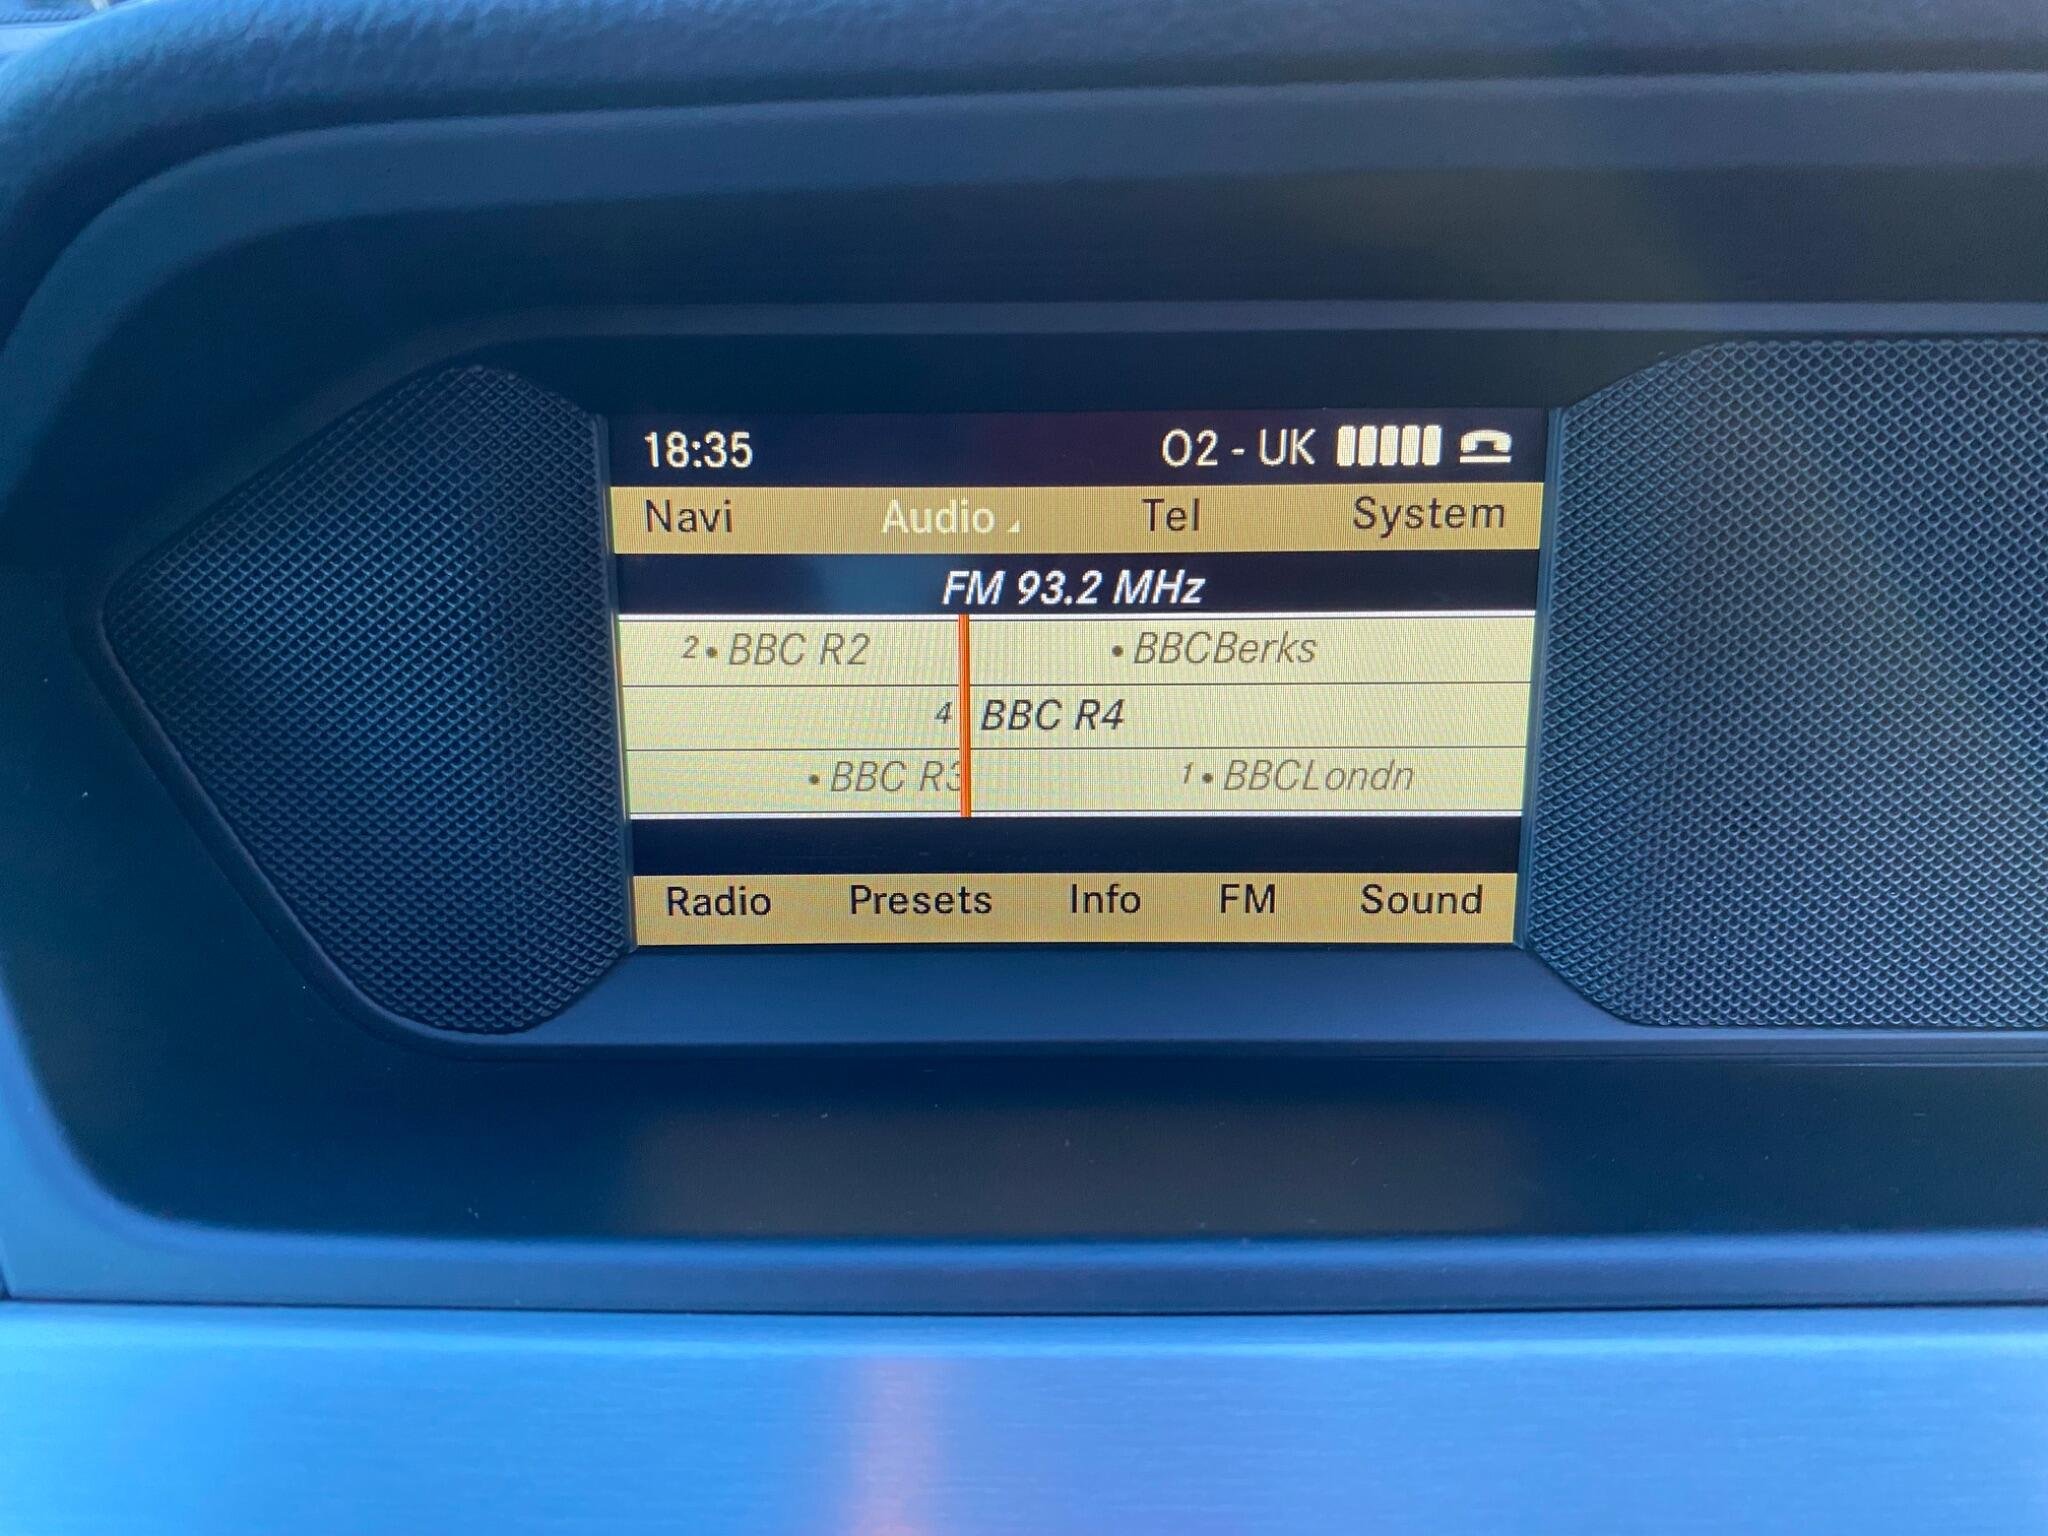 18:35 O2 - UK
Navi Audio Tel System
FM 93.2 MHz
2 • BBC R2 • BBCBerks
4 BBC R4
• BBC R3 1 • BBCLondn
Radio Presets Info FM Sound